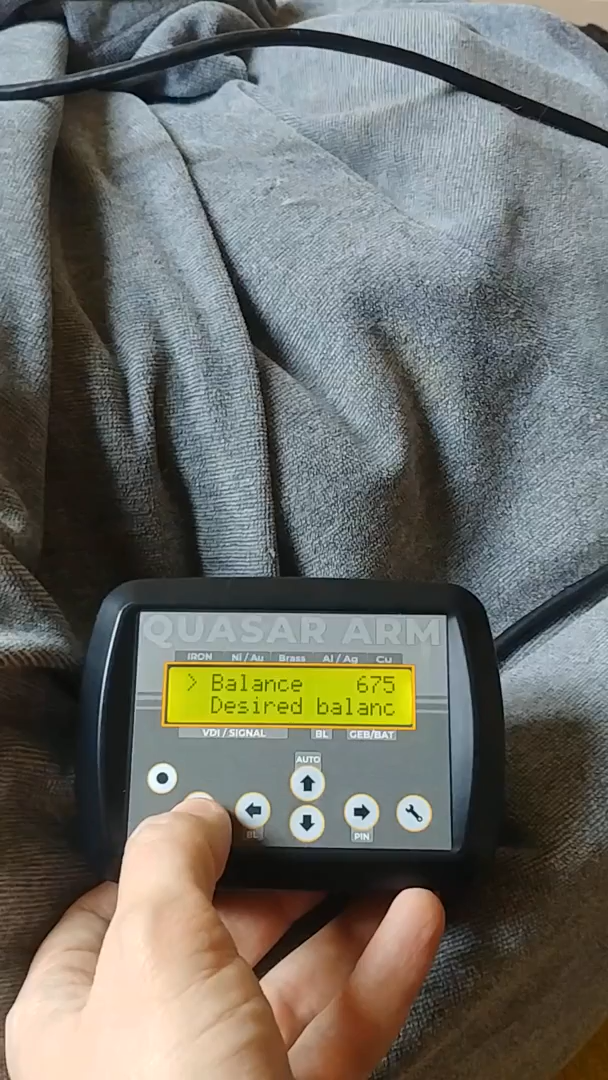 QUASAR ARM
IRON Ni / Au Brass Al / Ag Cu
> Balance 675
Desired balanc
VDI / SIGNAL BL GEB/BAT
AUTO
PIN